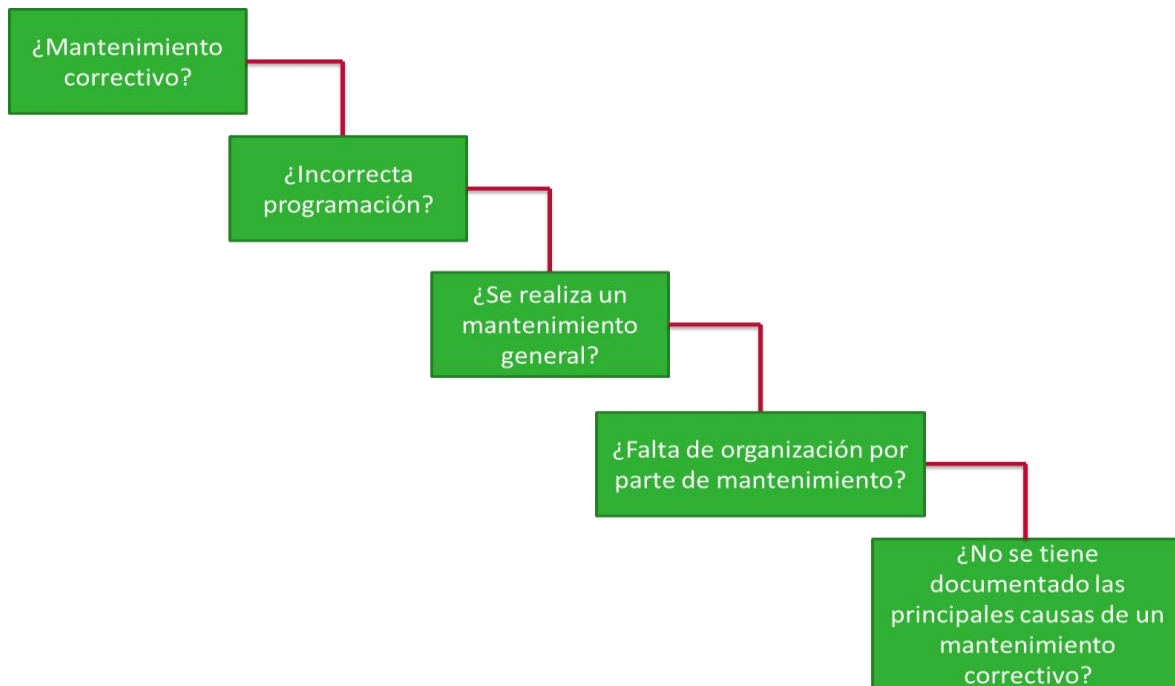 ¿Mantenimiento
correctivo?
¿Incorrecta
programación?
¿Se realiza un
mantenimiento
general?
¿Falta de organización por
parte de mantenimiento?
¿No se tiene
documentado las
principales causas de un
mantenimiento
correctivo?